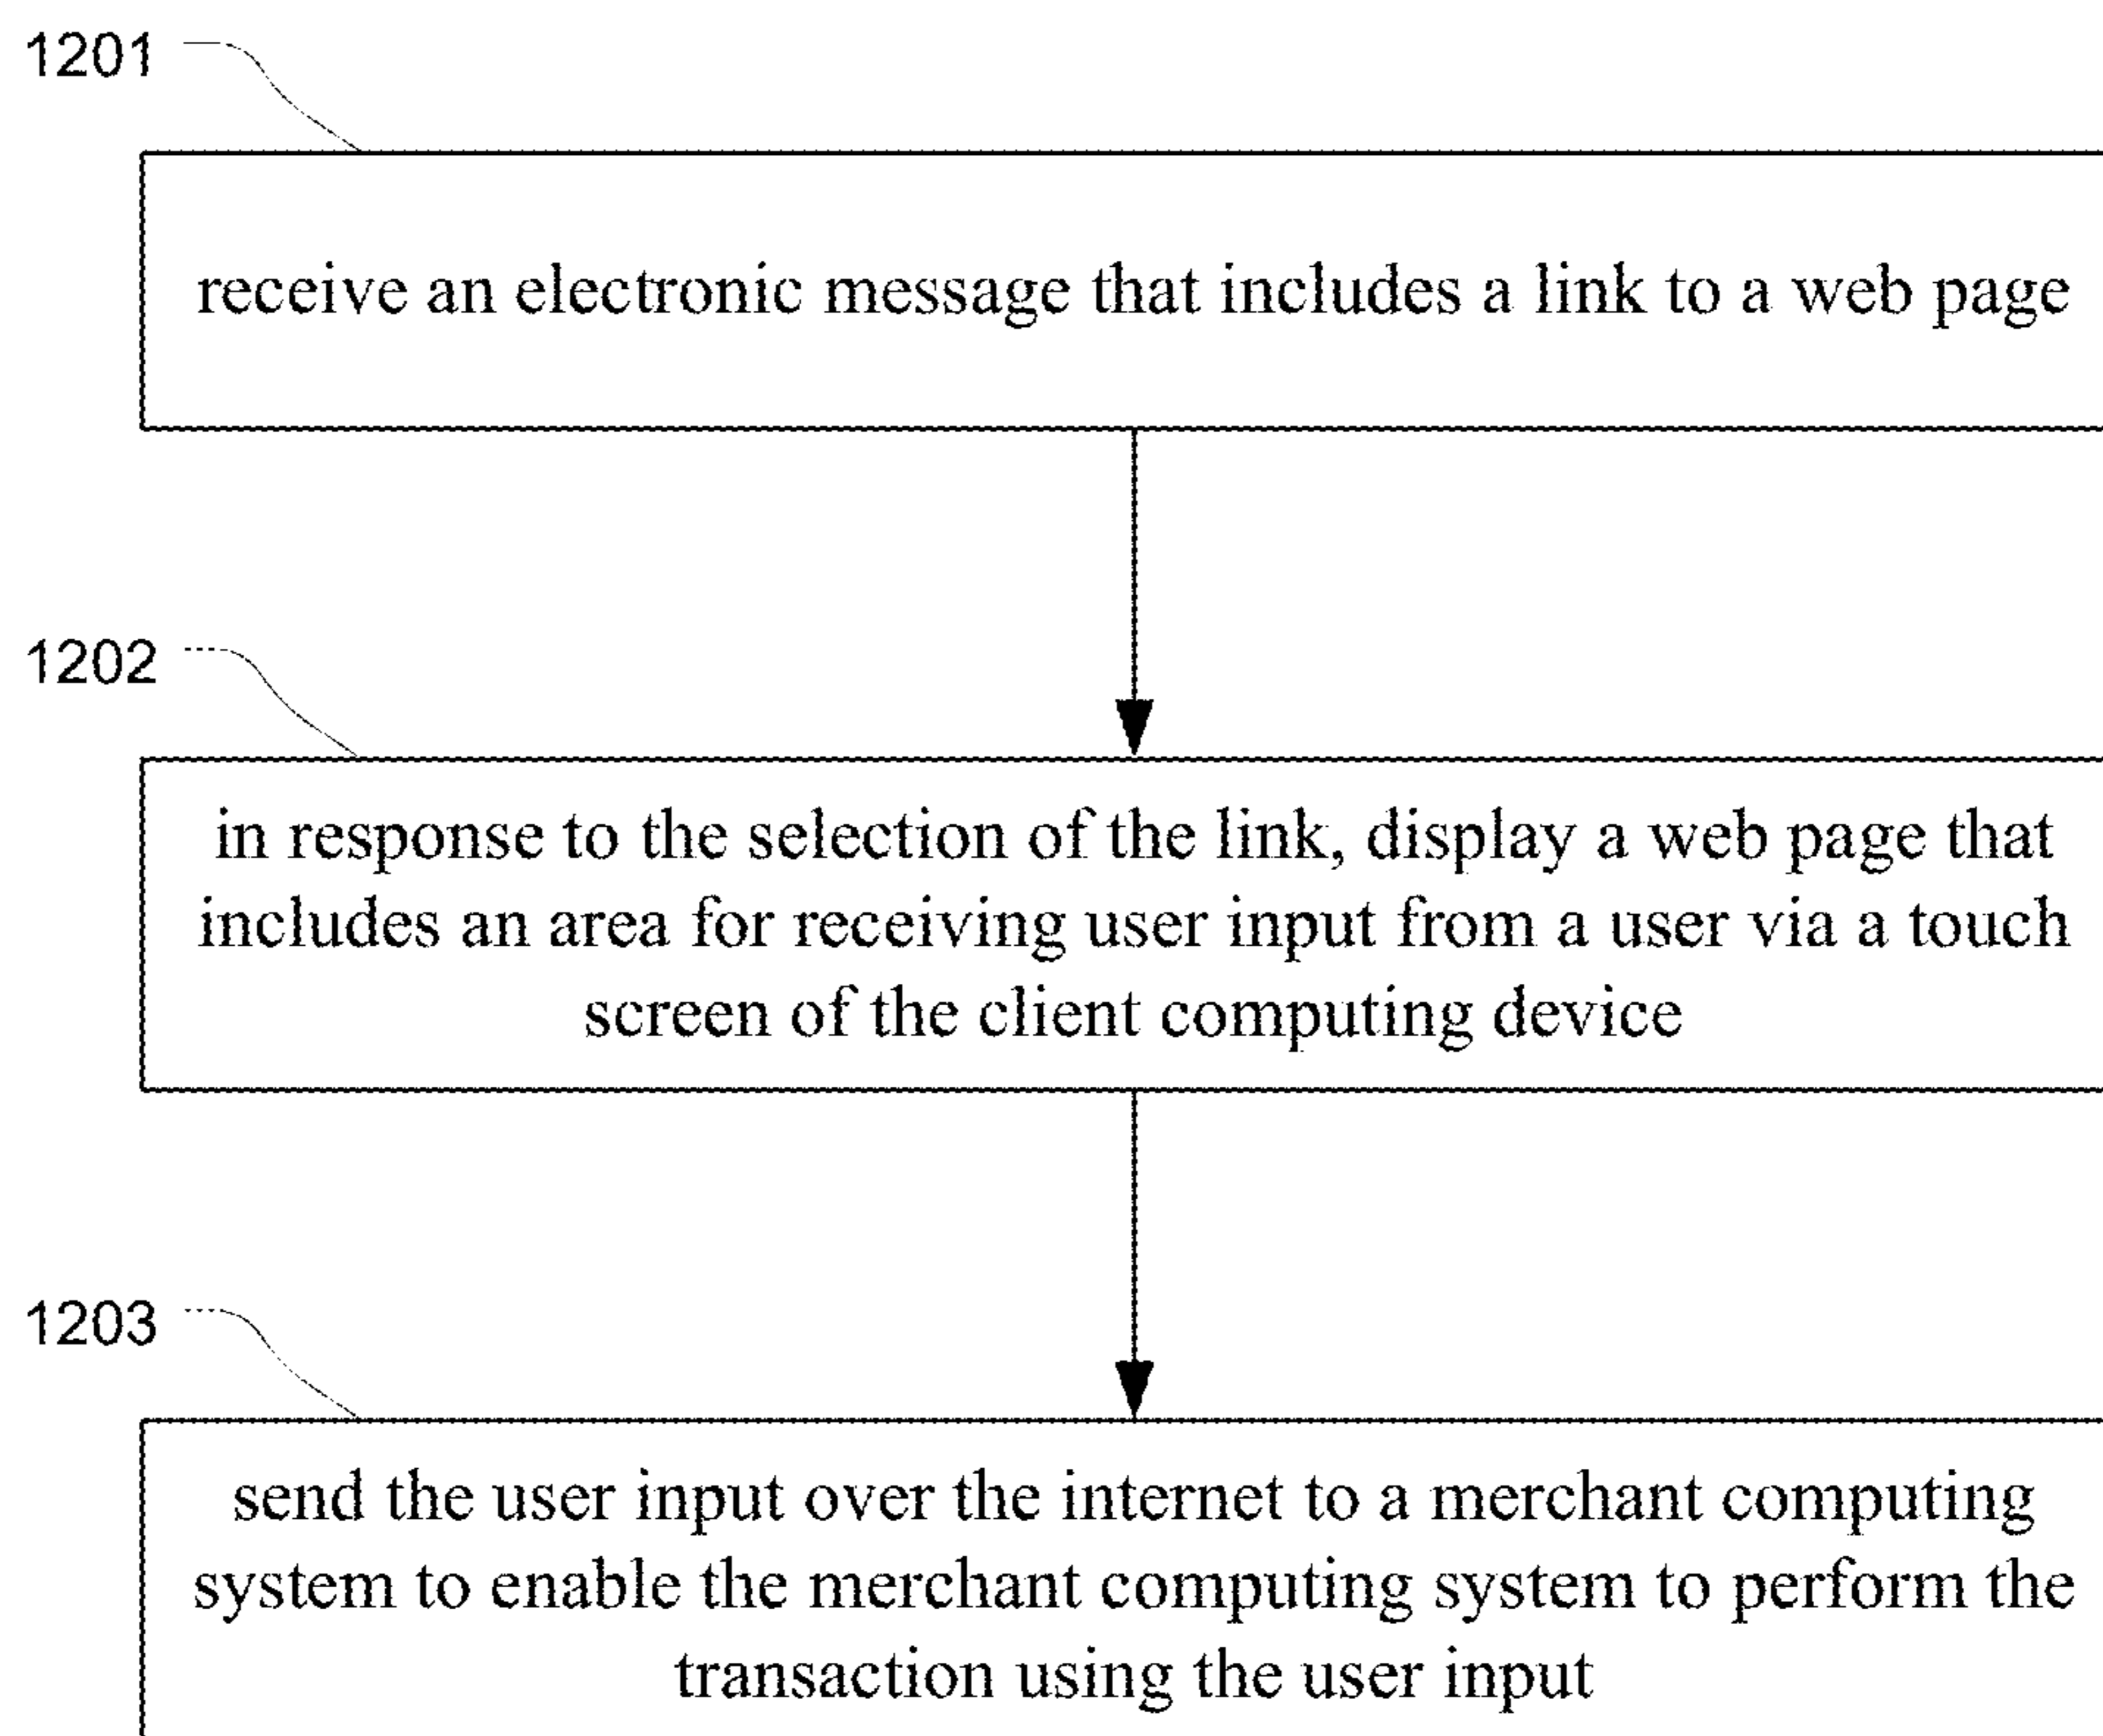 1201
receive an electronic message that includes a link to a web page
1202
in response to the selection of the link, display a web page that
includes an area for receiving user input from a user via a touch
screen of the client computing device
1203
send the user input over the internet to a merchant computing
system to enable the merchant computing system to perform the
transaction using the user input